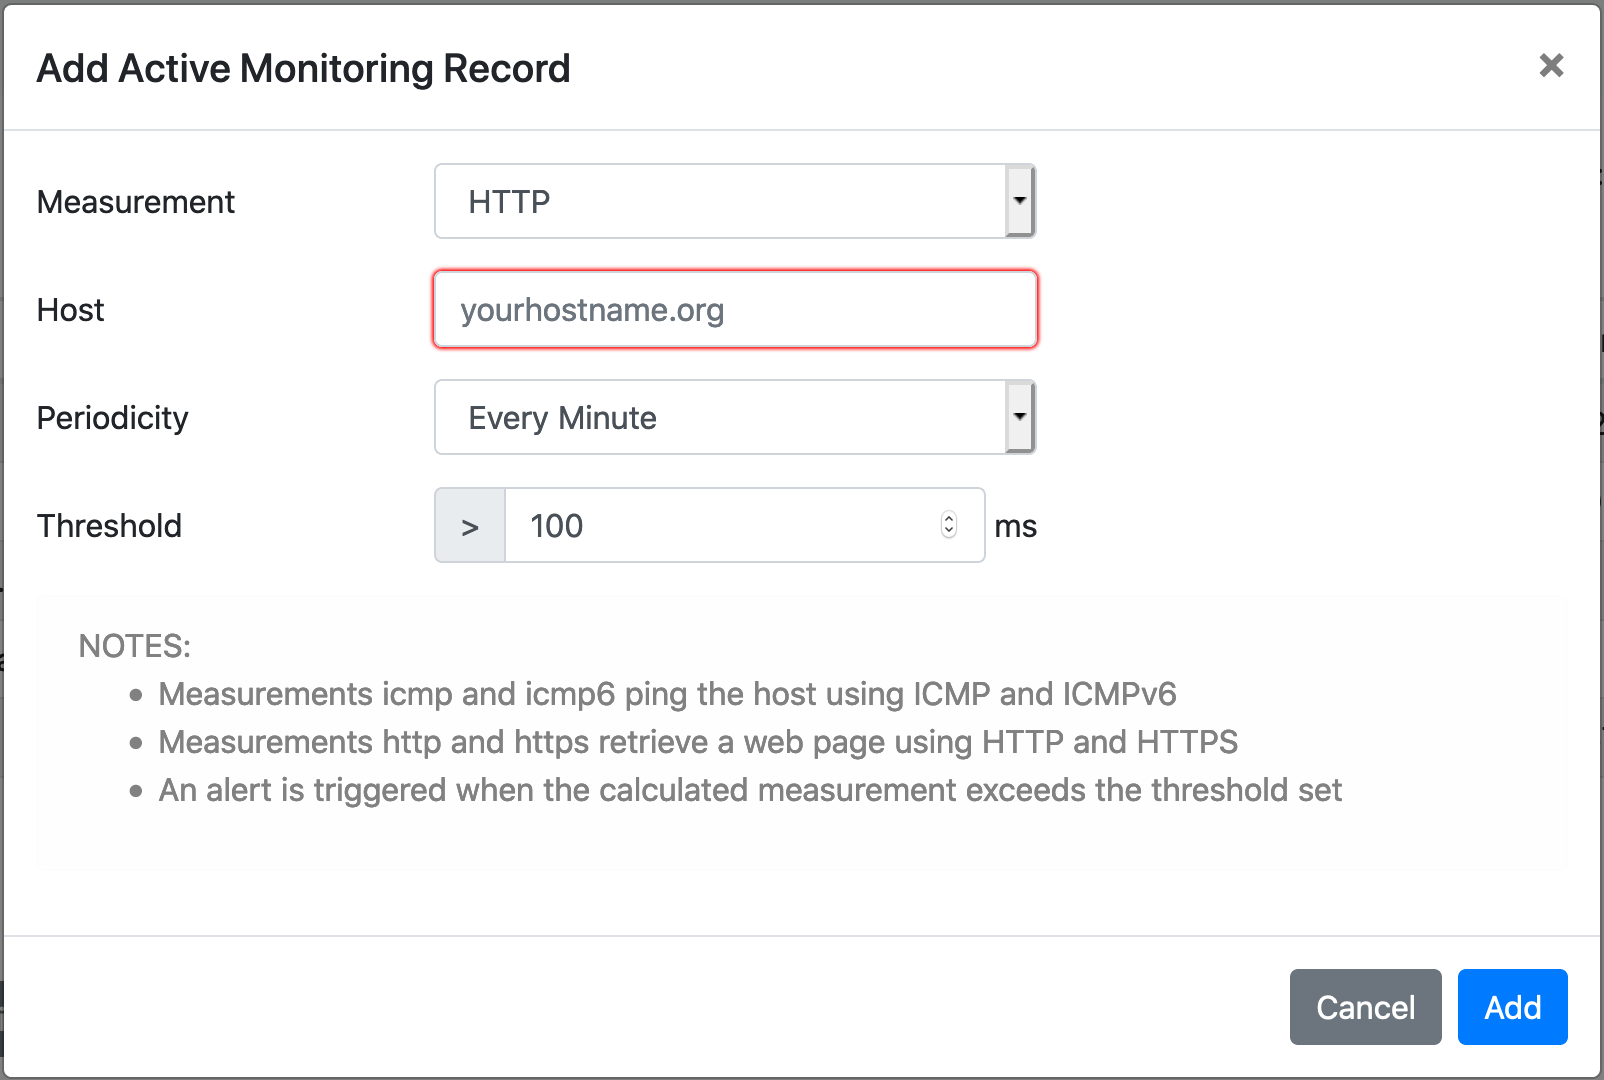 Add Active Monitoring Record
×
Measurement
HTTP
Host
yourhostname.org
Periodicity
Every Minute
Threshold
>
100
ms
NOTES:
• Measurements icmp and icmp6 ping the host using ICMP and ICMPv6
• Measurements http and https retrieve a web page using HTTP and HTTPS
• An alert is triggered when the calculated measurement exceeds the threshold set
Cancel
Add